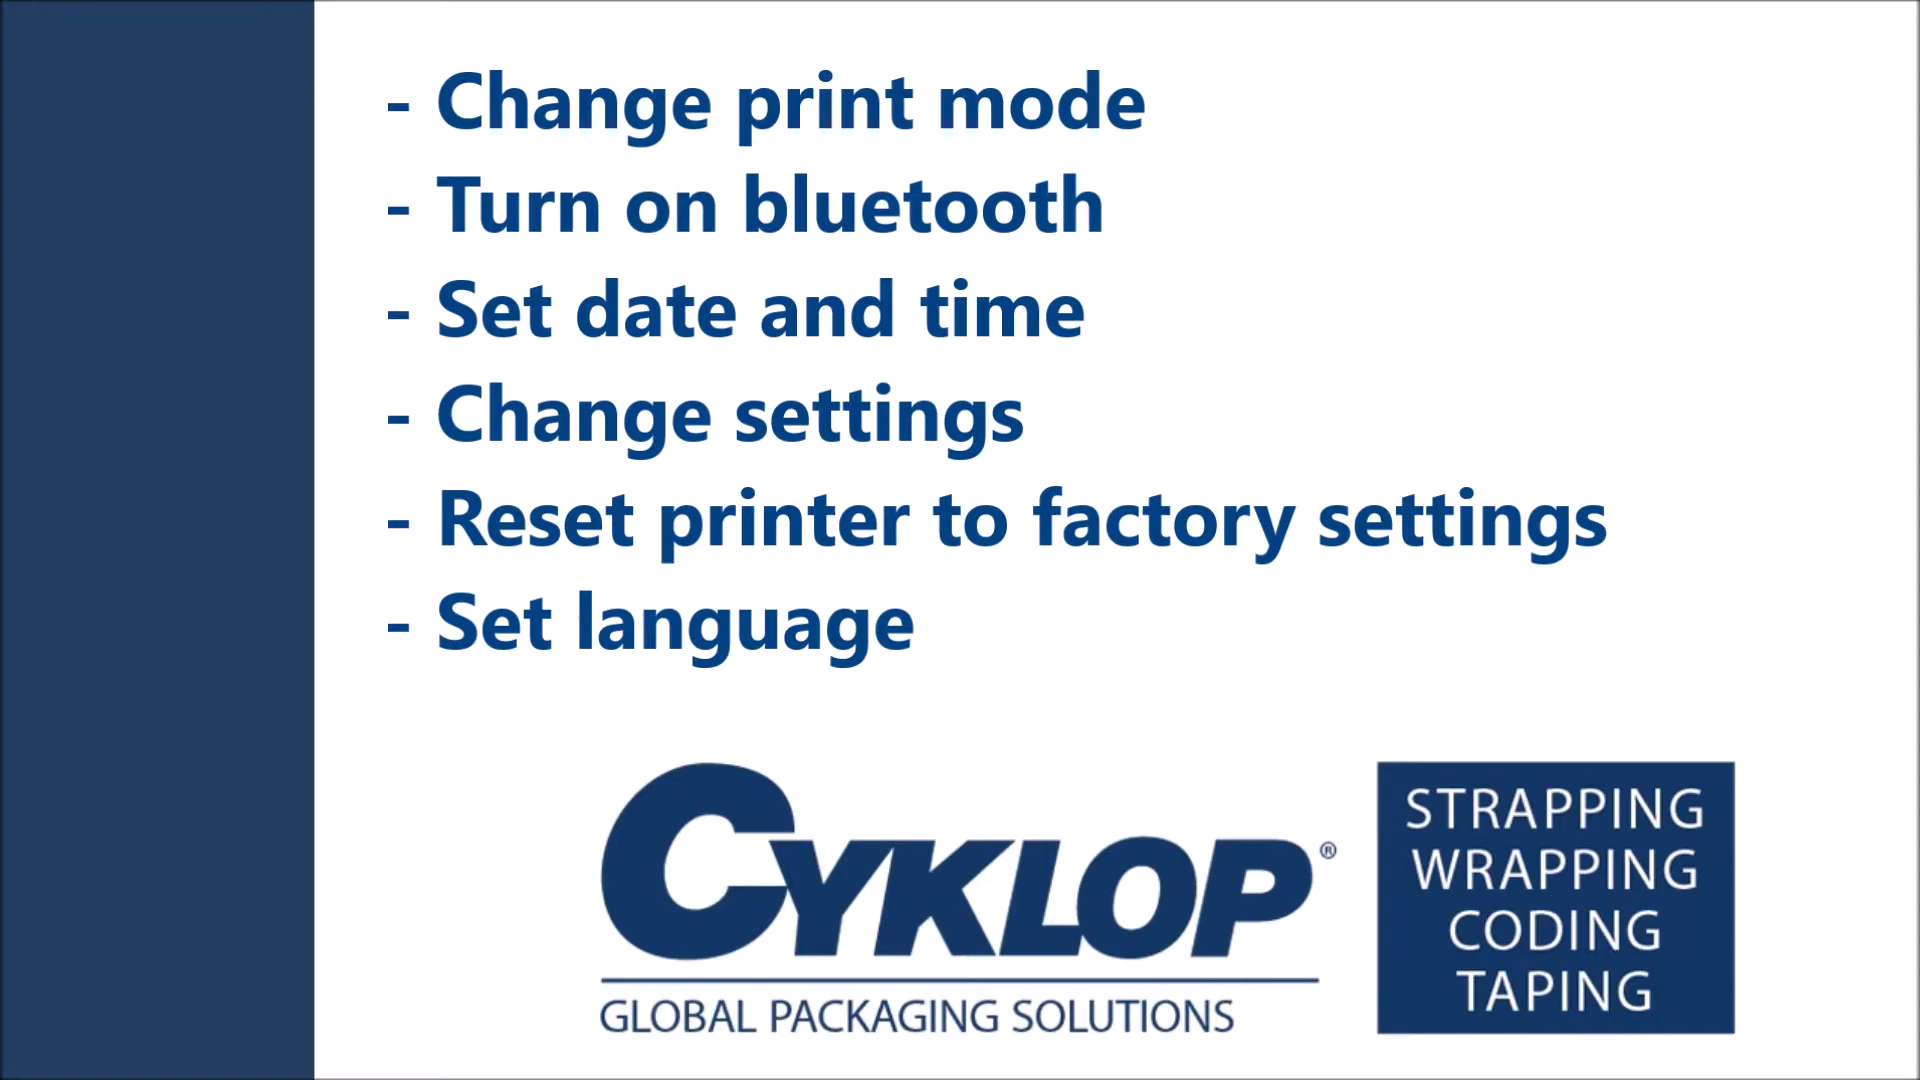 - Change print mode
- Turn on bluetooth
- Set date and time
- Change settings
- Reset printer to factory settings
- Set language
CYKLOP®
GLOBAL PACKAGING SOLUTIONS
STRAPPING
WRAPPING
CODING
TAPING